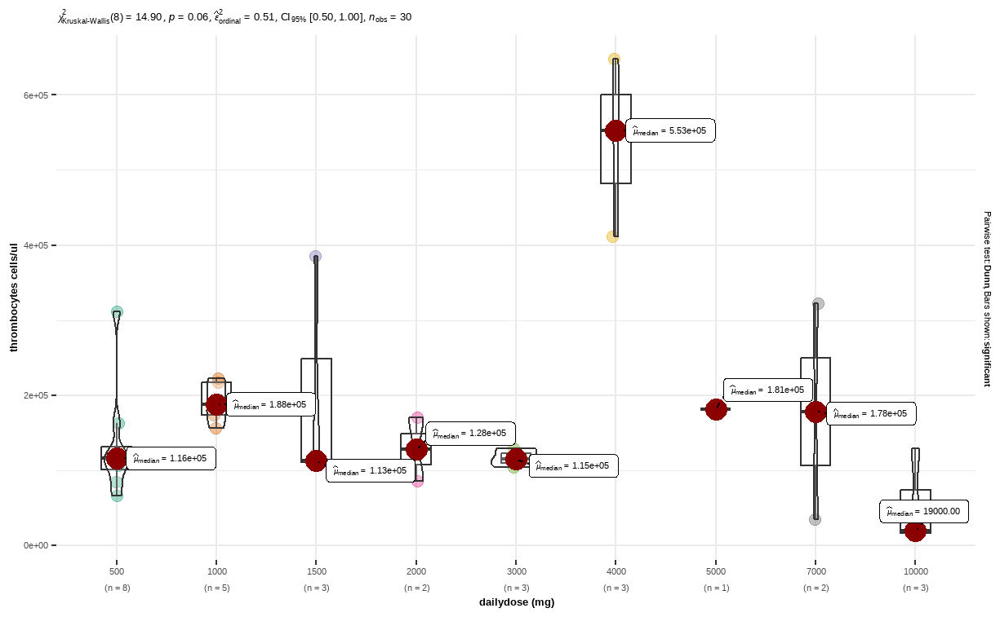 χ̂²Kruskal-Wallis(8) = 14.90, p = 0.06, ε̂²ordinal = 0.51, CI95% [0.50, 1.00], nobs = 30
6e+05
4e+05
2e+05
0e+00
thrombocytes cells/ul
μ̂median = 5.53e+05
μ̂median = 1.81e+05
μ̂median = 1.88e+05
μ̂median = 1.78e+05
μ̂median = 1.28e+05
μ̂median = 1.16e+05
μ̂median = 1.15e+05
μ̂median = 1.13e+05
μ̂median = 19000.00
500 1000 1500 2000 3000 4000 5000 7000 10000
(n = 8) (n = 5) (n = 3) (n = 2) (n = 3) (n = 3) (n = 1) (n = 2) (n = 3)
dailydose (mg)
Pairwise test: Dunn, Bars shown: significant